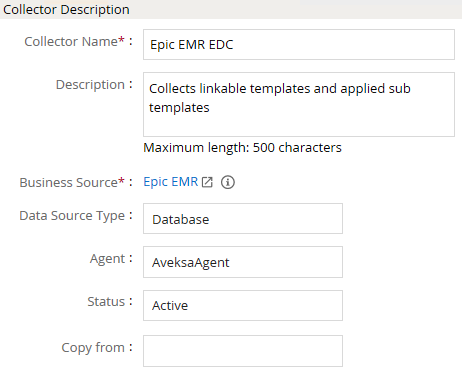 Collector Description
Collector Name* : Epic EMR EDC
Description : Collects linkable templates and applied sub
templates
Maximum length: 500 characters
Business Source* : Epic EMR
Data Source Type : Database
Agent : AveksaAgent
Status : Active
Copy from :